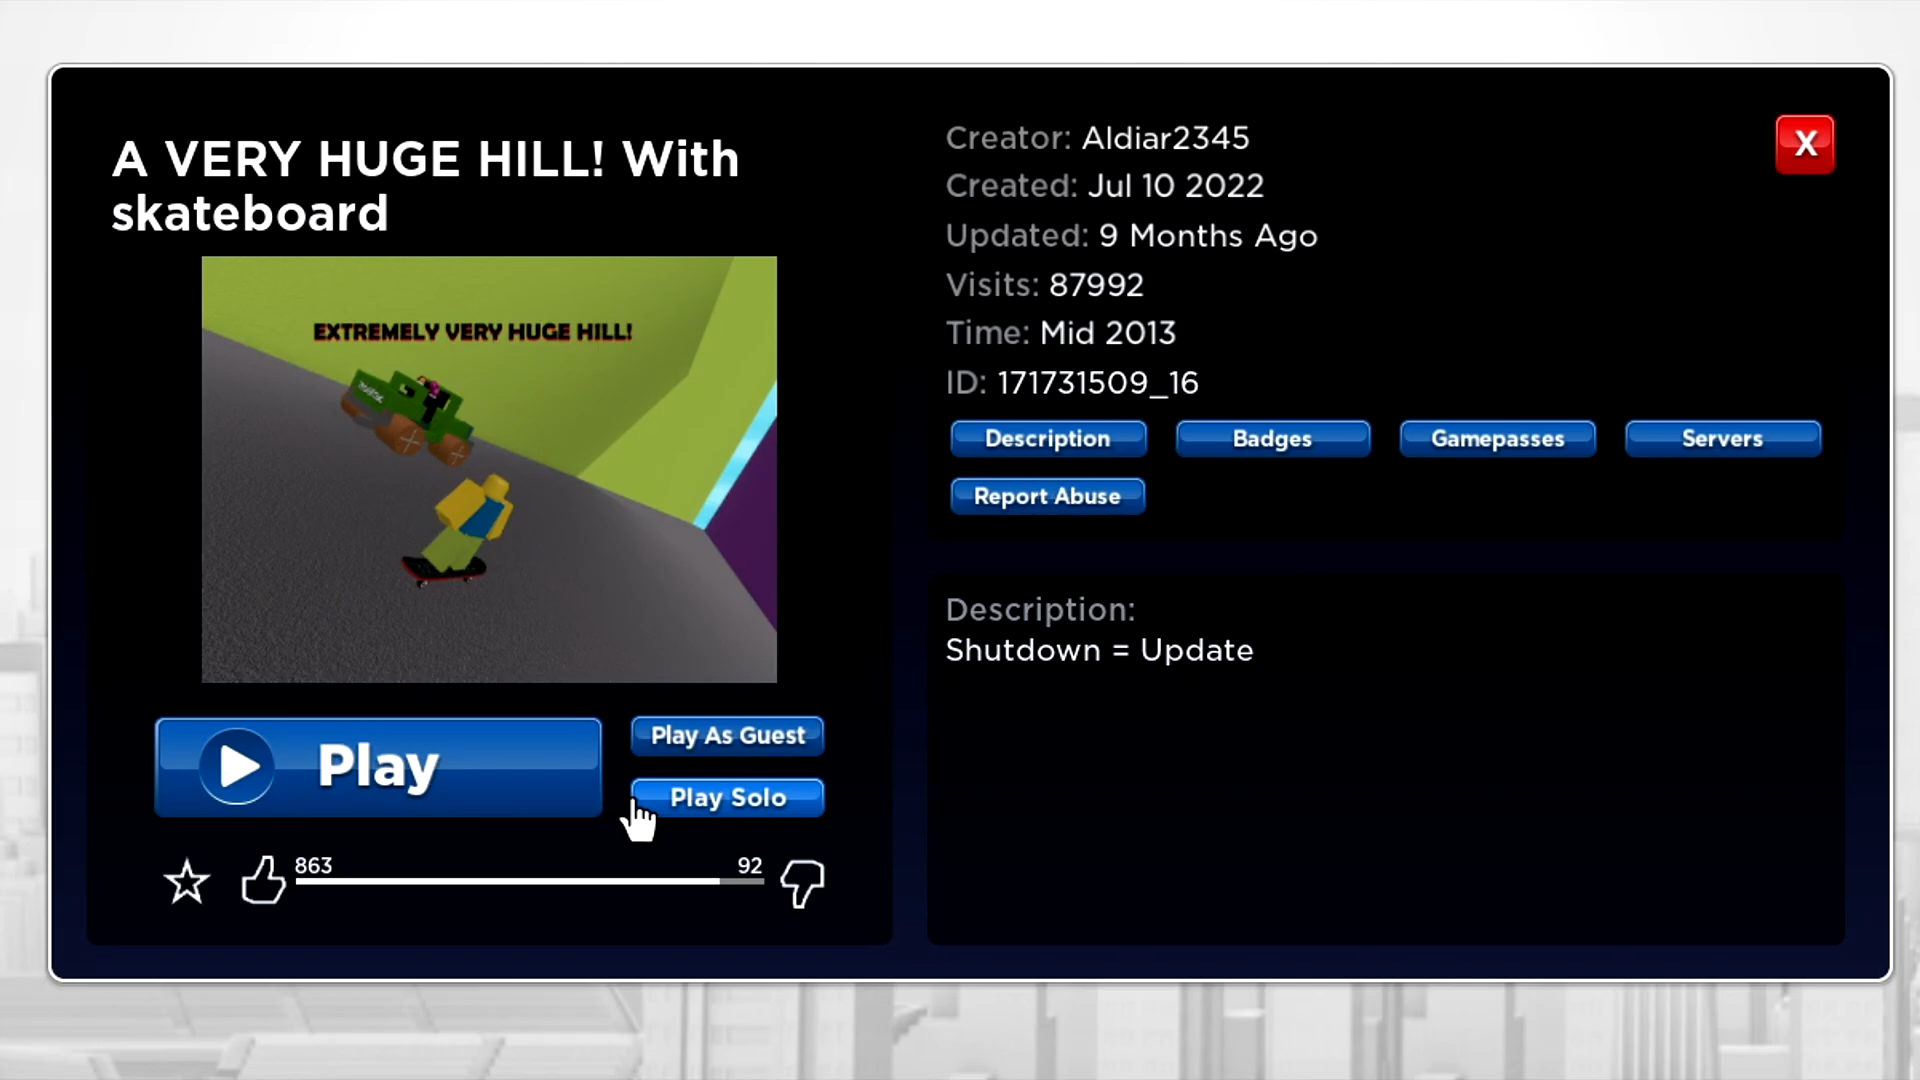 A VERY HUGE HILL! With
skateboard
EXTREMELY VERY HUGE HILL!
Play
Play As Guest
Play Solo
863
92
Creator: Aldiar2345
Created: Jul 10 2022
Updated: 9 Months Ago
Visits: 87992
Time: Mid 2013
ID: 171731509_16
X
Description
Badges
Gamepasses
Servers
Report Abuse
Description:
Shutdown = Update